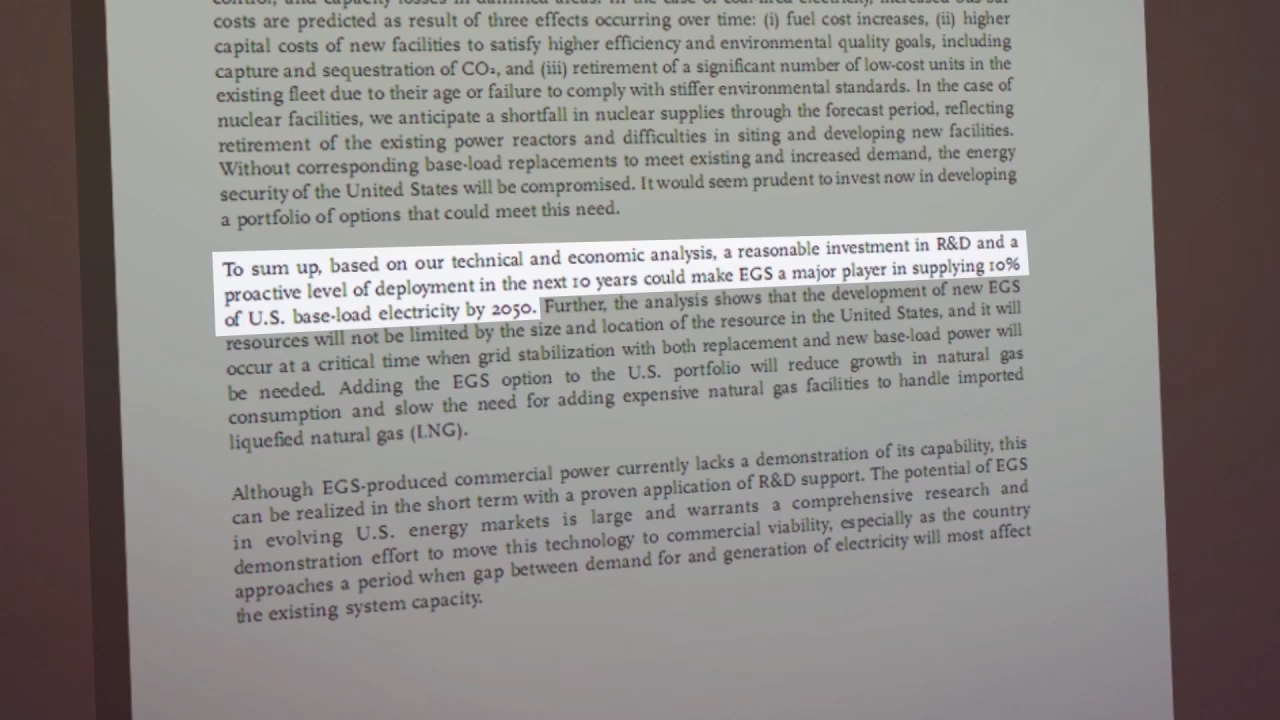 costs are predicted as result of three effects occurring over time: (i) fuel cost increases, (ii) higher
capital costs of new facilities to satisfy higher efficiency and environmental quality goals, including
capture and sequestration of CO₂, and (iii) retirement of a significant number of low-cost units in the
existing fleet due to their age or failure to comply with stiffer environmental standards. In the case of
nuclear facilities, we anticipate a shortfall in nuclear supplies through the forecast period, reflecting
retirement of the existing power reactors and difficulties in siting and developing new facilities.
Without corresponding base-load replacements to meet existing and increased demand, the energy
security of the United States will be compromised. It would seem prudent to invest now in developing
a portfolio of options that could meet this need.
To sum up, based on our technical and economic analysis, a reasonable investment in R&D and a
proactive level of deployment in the next 10 years could make EGS a major player in supplying 10%
of U.S. base-load electricity by 2050. Further, the analysis shows that the development of new EGS
resources will not be limited by the size and location of the resource in the United States, and it will
occur at a critical time when grid stabilization with both replacement and new base-load power will
be needed. Adding the EGS option to the U.S. portfolio will reduce growth in natural gas
consumption and slow the need for adding expensive natural gas facilities to handle imported
liquefied natural gas (LNG).
Although EGS-produced commercial power currently lacks a demonstration of its capability, this
can be realized in the short term with a proven application of R&D support. The potential of EGS
in evolving U.S. energy markets is large and warrants a comprehensive research and
demonstration effort to move this technology to commercial viability, especially as the country
approaches a period when gap between demand for and generation of electricity will most affect
the existing system capacity.